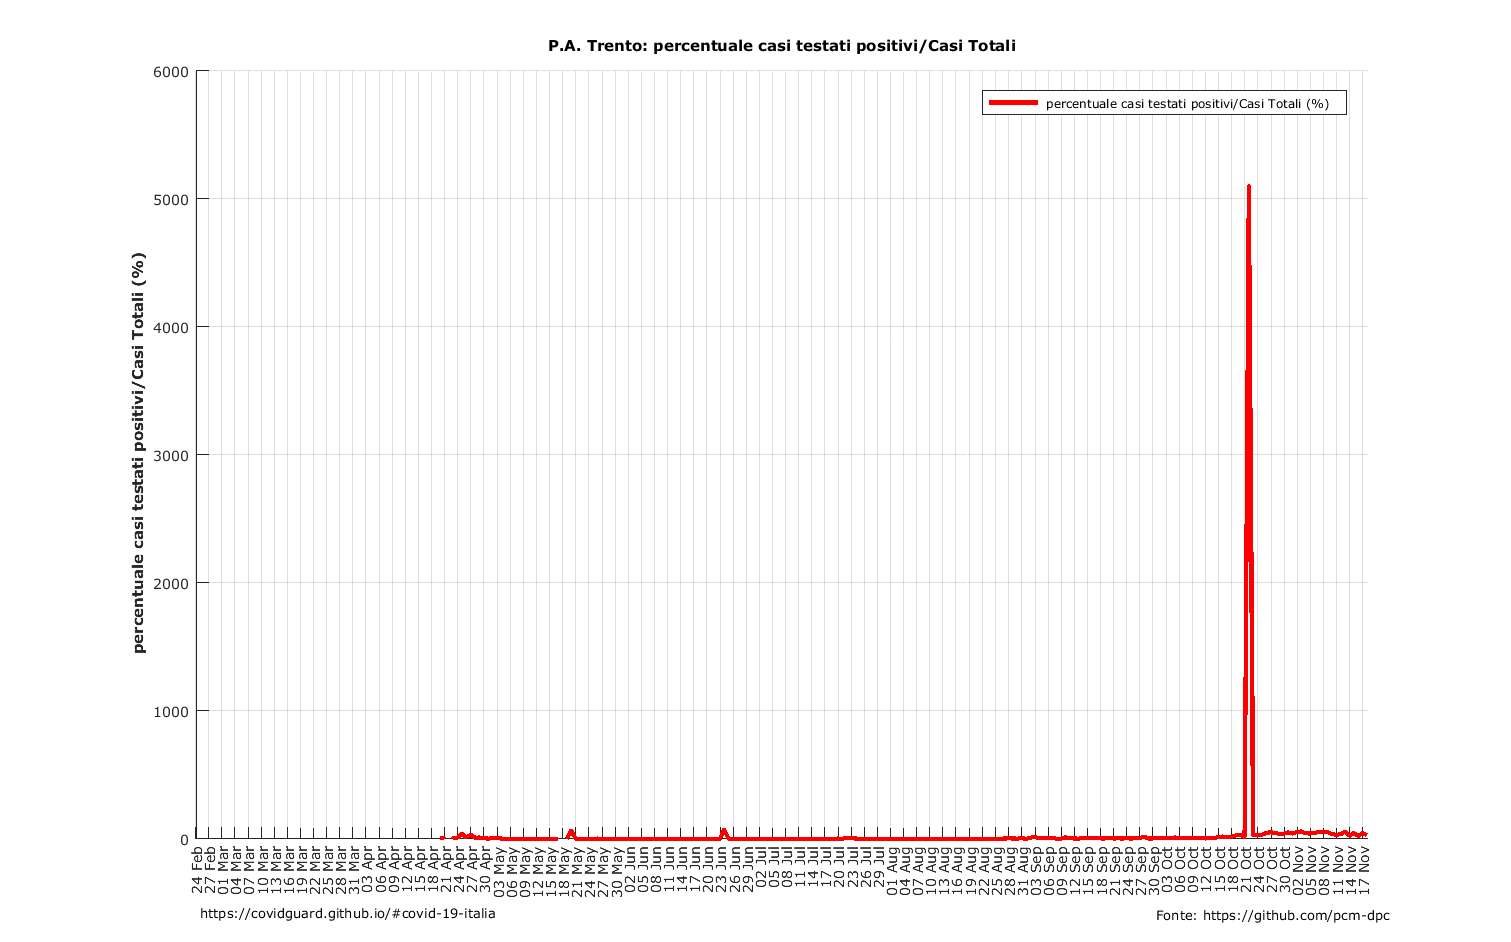 P.A. Trento: percentuale casi testati positivi/Casi Totali
percentuale casi testati positivi/Casi Totali (%)
percentuale casi testati positivi/Casi Totali (%)
6000
5000
4000
3000
2000
1000
0
24 Feb
27 Feb
01 Mar
04 Mar
07 Mar
10 Mar
13 Mar
16 Mar
19 Mar
22 Mar
25 Mar
28 Mar
31 Mar
03 Apr
06 Apr
09 Apr
12 Apr
15 Apr
18 Apr
21 Apr
24 Apr
27 Apr
30 Apr
03 May
06 May
09 May
12 May
15 May
18 May
21 May
24 May
27 May
30 May
02 Jun
05 Jun
08 Jun
11 Jun
14 Jun
17 Jun
20 Jun
23 Jun
26 Jun
29 Jun
02 Jul
05 Jul
08 Jul
11 Jul
14 Jul
17 Jul
20 Jul
23 Jul
26 Jul
29 Jul
01 Aug
04 Aug
07 Aug
10 Aug
13 Aug
16 Aug
19 Aug
22 Aug
25 Aug
28 Aug
31 Aug
03 Sep
06 Sep
09 Sep
12 Sep
15 Sep
18 Sep
21 Sep
24 Sep
27 Sep
30 Sep
03 Oct
06 Oct
09 Oct
12 Oct
15 Oct
18 Oct
21 Oct
24 Oct
27 Oct
30 Oct
02 Nov
05 Nov
08 Nov
11 Nov
14 Nov
17 Nov
https://covidguard.github.io/#covid-19-italia
Fonte: https://github.com/pcm-dpc